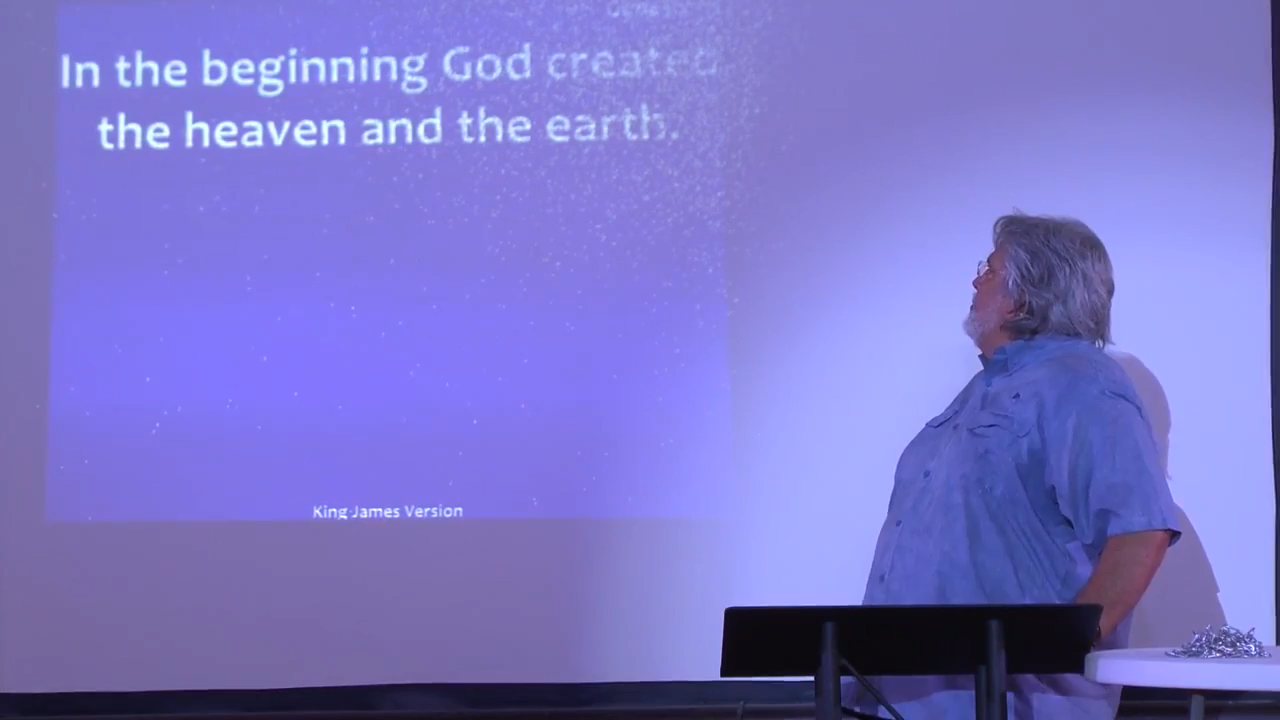 In the beginning God created
the heaven and the earth.
King James Version